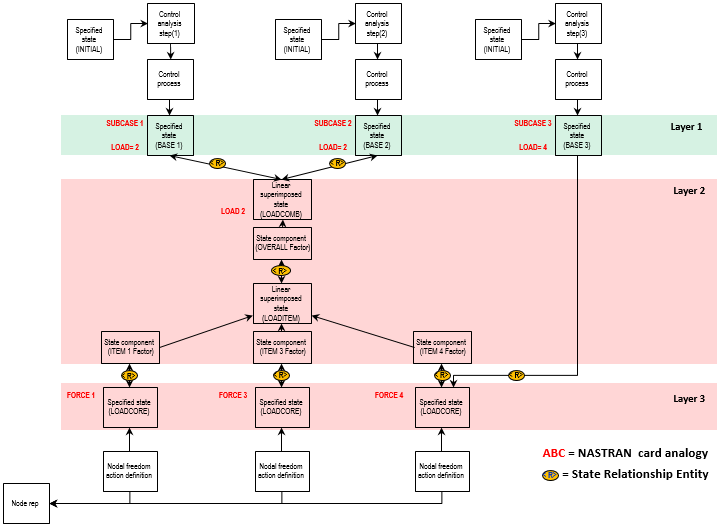 Specified
state
(INITIAL)
Control
analysis
step(1)
Specified
state
(INITIAL)
Control
analysis
step(2)
Specified
state
(INITIAL)
Control
analysis
step(3)
Control
process
Control
process
Control
process
SUBCASE 1
LOAD= 2
Specified
state
(BASE 1)
SUBCASE 2
LOAD= 2
Specified
state
(BASE 2)
SUBCASE 3
LOAD= 4
Specified
state
(BASE 3)
Layer 1
<R>
<R>
Linear
superimposed
state
(LOADCOMB)
LOAD 2
Layer 2
State component
(OVERALL Factor)
<R>
Linear
superimposed
state
(LOADITEM)
State component
(ITEM 1 Factor)
State component
(ITEM 3 Factor)
State component
(ITEM 4 Factor)
<R>
<R>
<R>
<R>
FORCE 1
Specified state
(LOADCORE)
FORCE 3
Specified state
(LOADCORE)
FORCE 4
Specified state
(LOADCORE)
Layer 3
Nodal freedom
action definition
Nodal freedom
action definition
Nodal freedom
action definition
Node rep
ABC = NASTRAN card analogy
<R> = State Relationship Entity